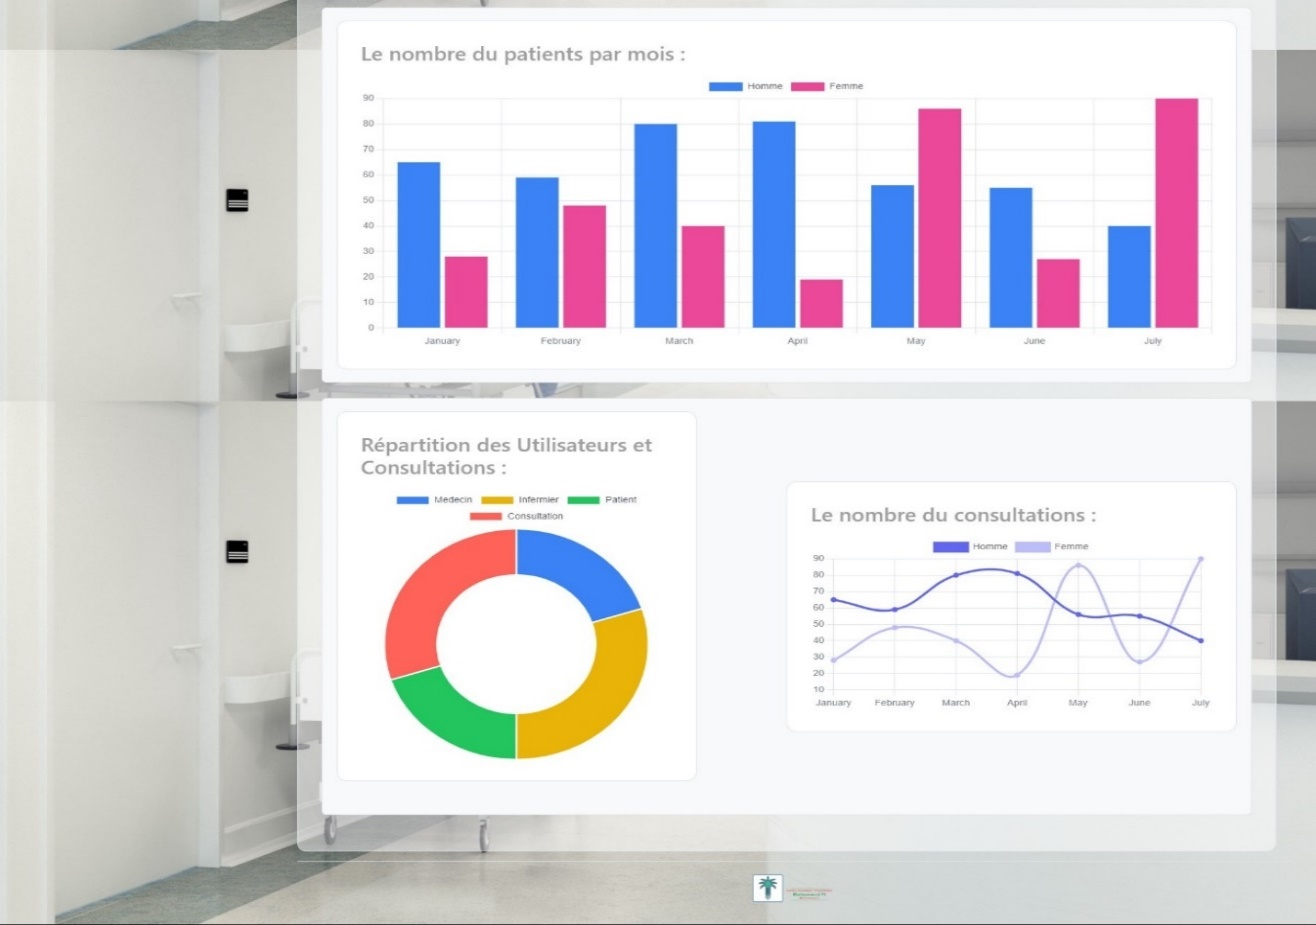 Le nombre du patients par mois :
Homme Femme
90
80
70
60
50
40
30
20
10
0
January February March April May June July
Répartition des Utilisateurs et
Consultations :
Medecin Infermier Patient
Consultation
Le nombre du consultations :
Homme Femme
90
80
70
60
50
40
30
20
10
January February March April May June July